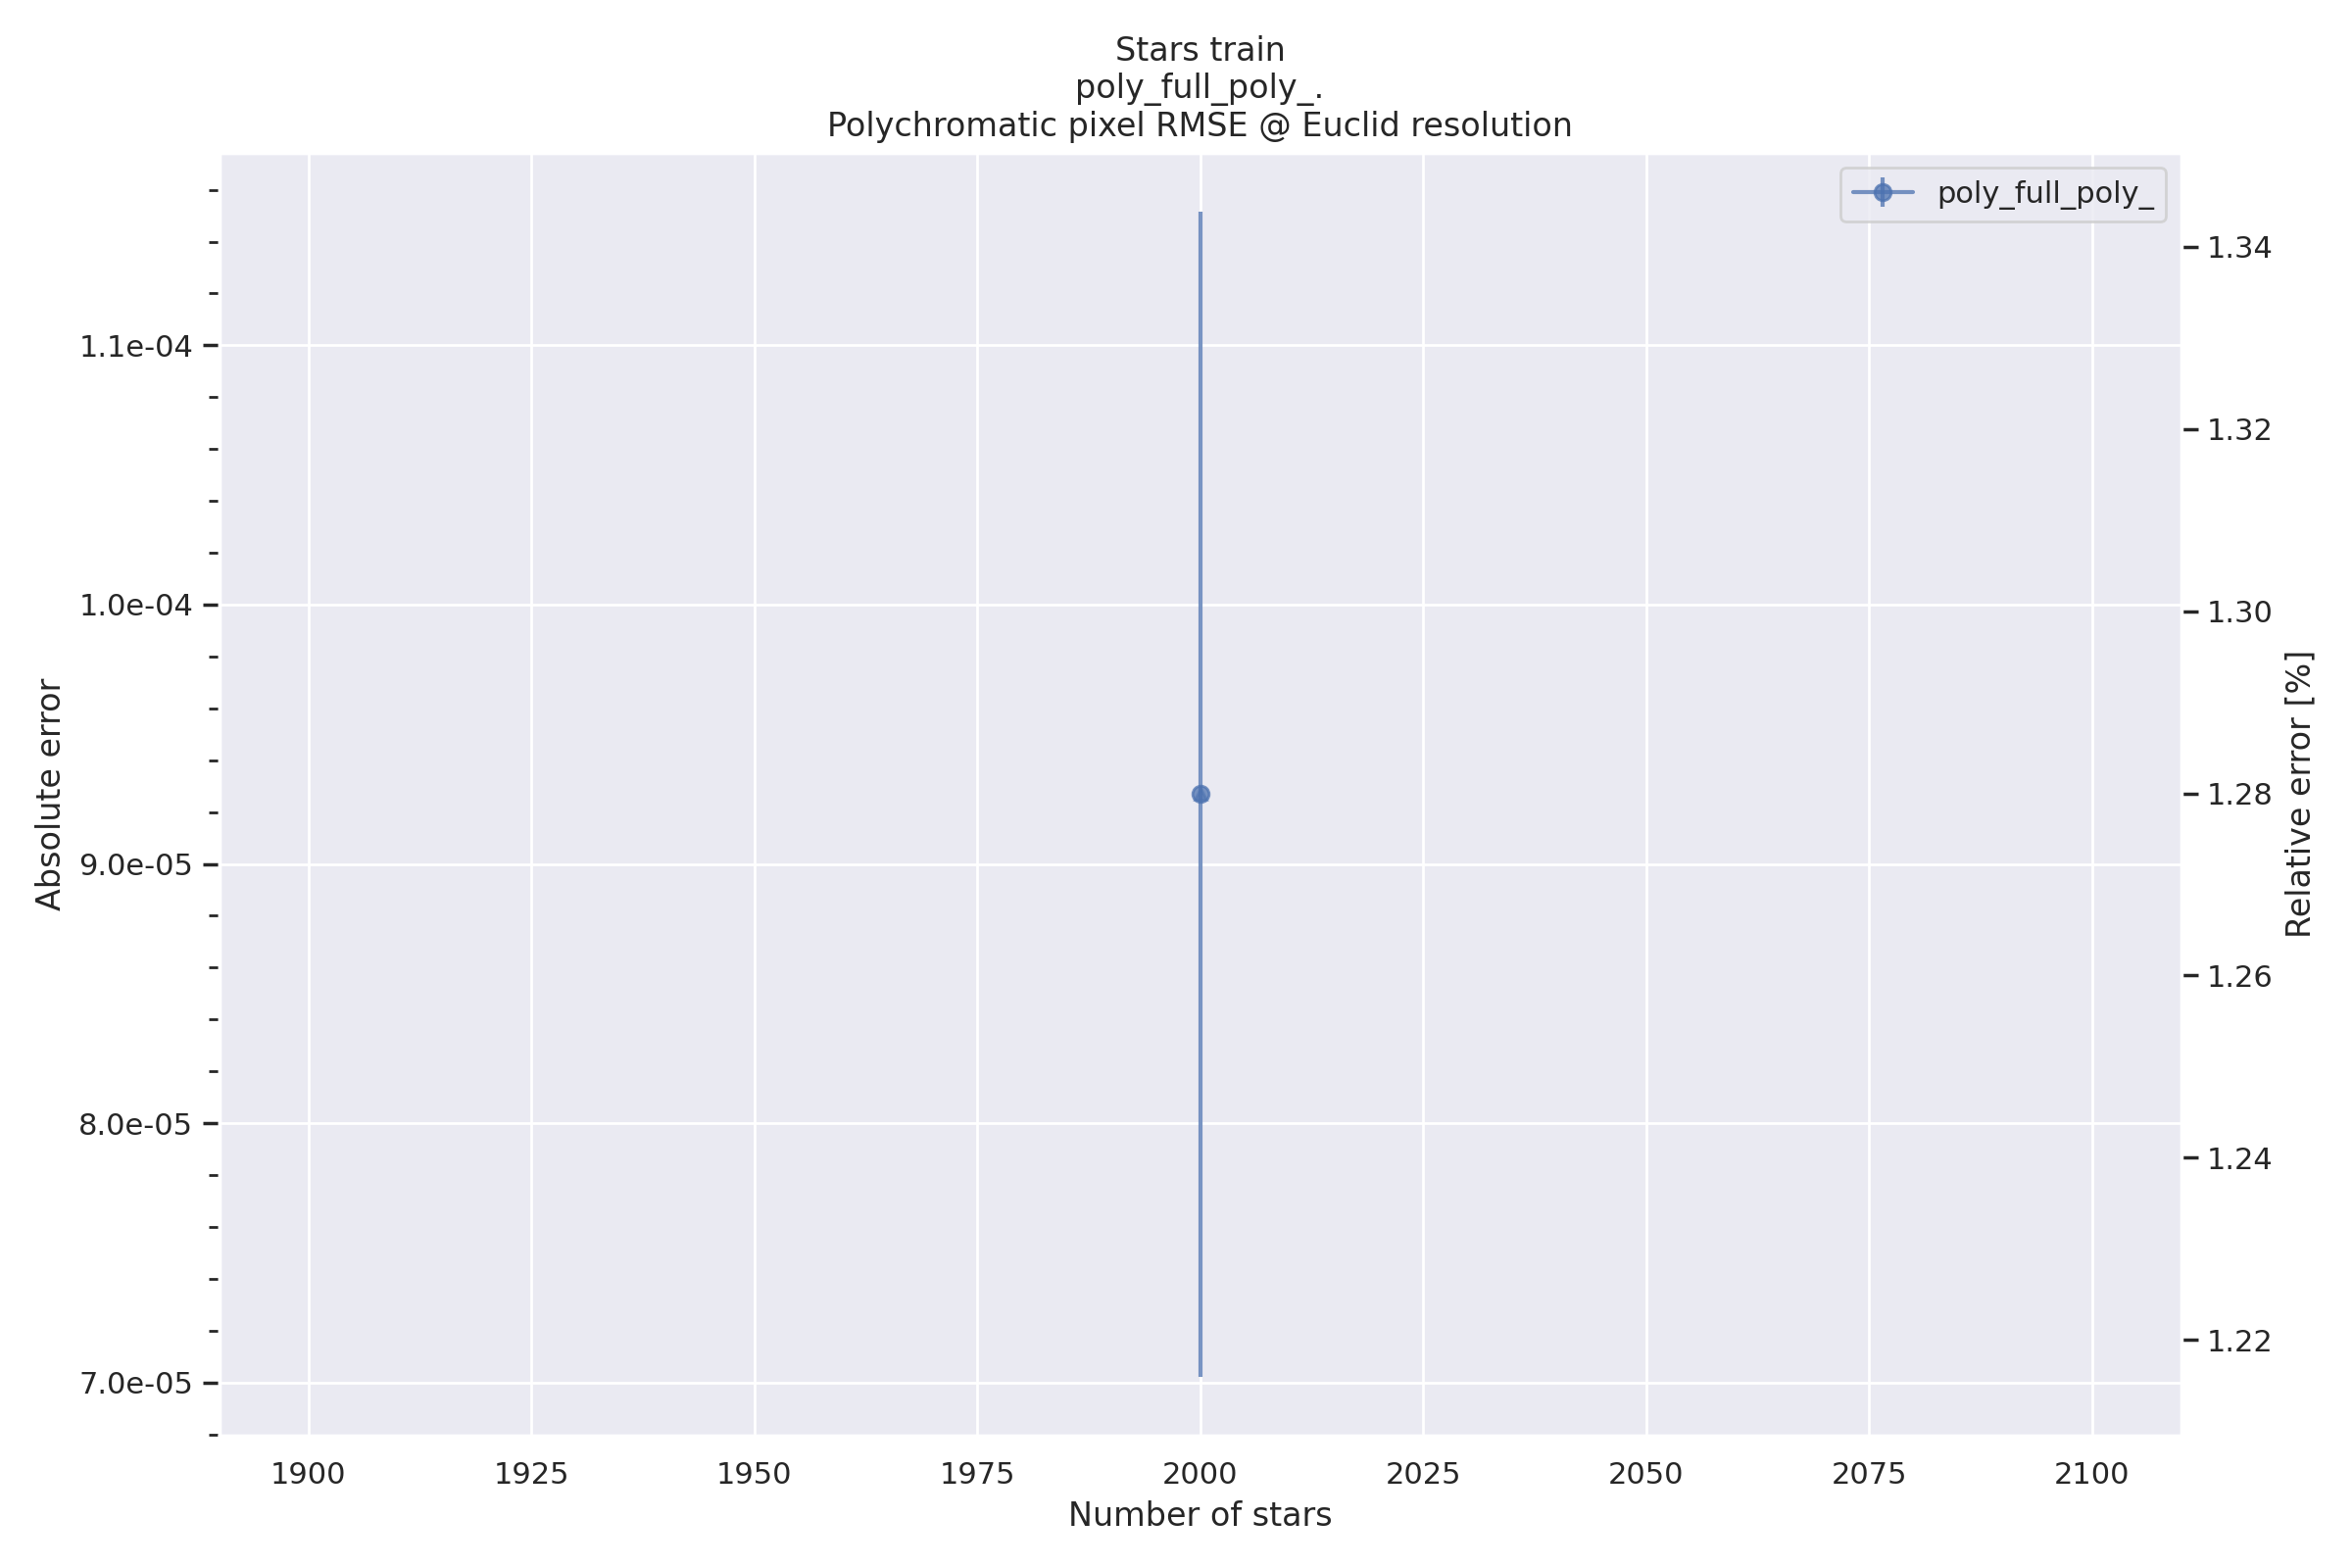 Stars train
poly_full_poly_.
Polychromatic pixel RMSE @ Euclid resolution
poly_full_poly_
1.1e-04
1.0e-04
9.0e-05
8.0e-05
7.0e-05
Absolute error
1.34
1.32
1.30
1.28
1.26
1.24
1.22
Relative error [%]
1900 1925 1950 1975 2000 2025 2050 2075 2100
Number of stars